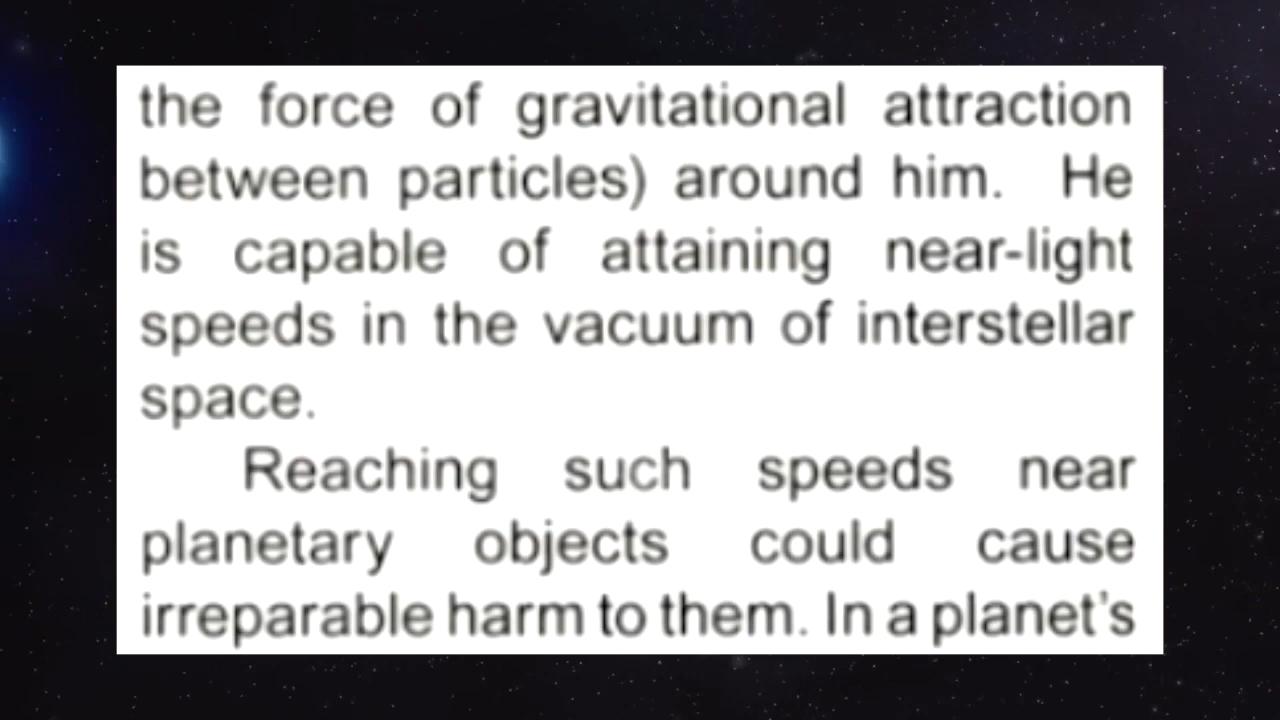 the force of gravitational attraction
between particles) around him. He
is capable of attaining near-light
speeds in the vacuum of interstellar
space.
Reaching such speeds near
planetary objects could cause
irreparable harm to them. In a planet's